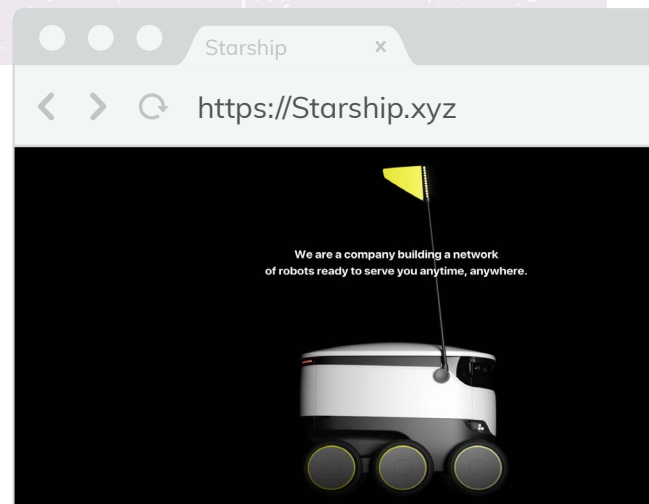 Starship x
https://Starship.xyz
We are a company building a network
of robots ready to serve you anytime, anywhere.